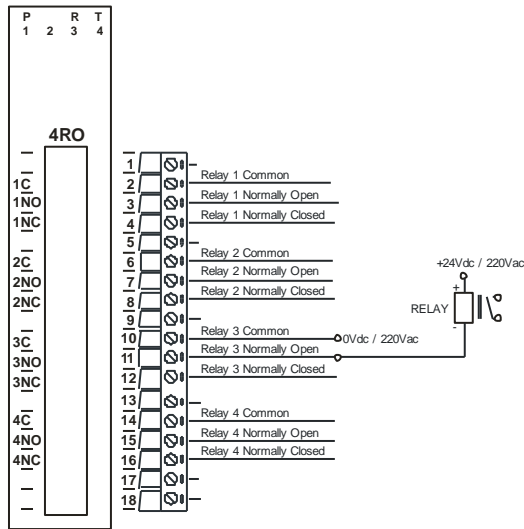 P R T
1 2 3 4
4RO
1C
1NO
1NC
2C
2NO
2NC
3C
3NO
3NC
4C
4NO
4NC
1
2 Relay 1 Common
3 Relay 1 Normally Open
4 Relay 1 Normally Closed
5
6 Relay 2 Common
7 Relay 2 Normally Open
8 Relay 2 Normally Closed
9
10 Relay 3 Common 0Vdc / 220Vac
11 Relay 3 Normally Open
12 Relay 3 Normally Closed
13
14 Relay 4 Common
15 Relay 4 Normally Open
16 Relay 4 Normally Closed
17
18
+24Vdc / 220Vac
+
RELAY
-